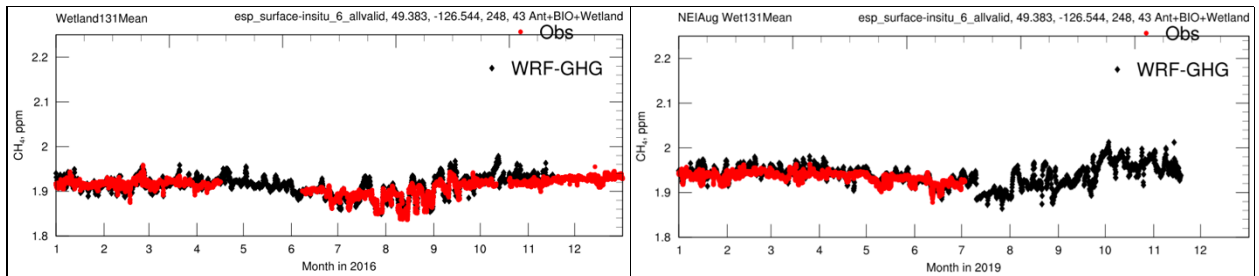 Wetland131Mean esp_surface-insitu_6_allvalid, 49.383, -126.544, 248, 43 Ant+BIO+Wetland
Obs
WRF-GHG
2.2
2.1
2
1.9
1.8
CH₄, ppm
1 2 3 4 5 6 7 8 9 10 11 12
Month in 2016
NEIAug Wet131Mean esp_surface-insitu_6_allvalid, 49.383, -126.544, 248, 43 Ant+BIO+Wetland
Obs
WRF-GHG
2.2
2.1
2
1.9
1.8
CH₄, ppm
1 2 3 4 5 6 7 8 9 10 11 12
Month in 2019